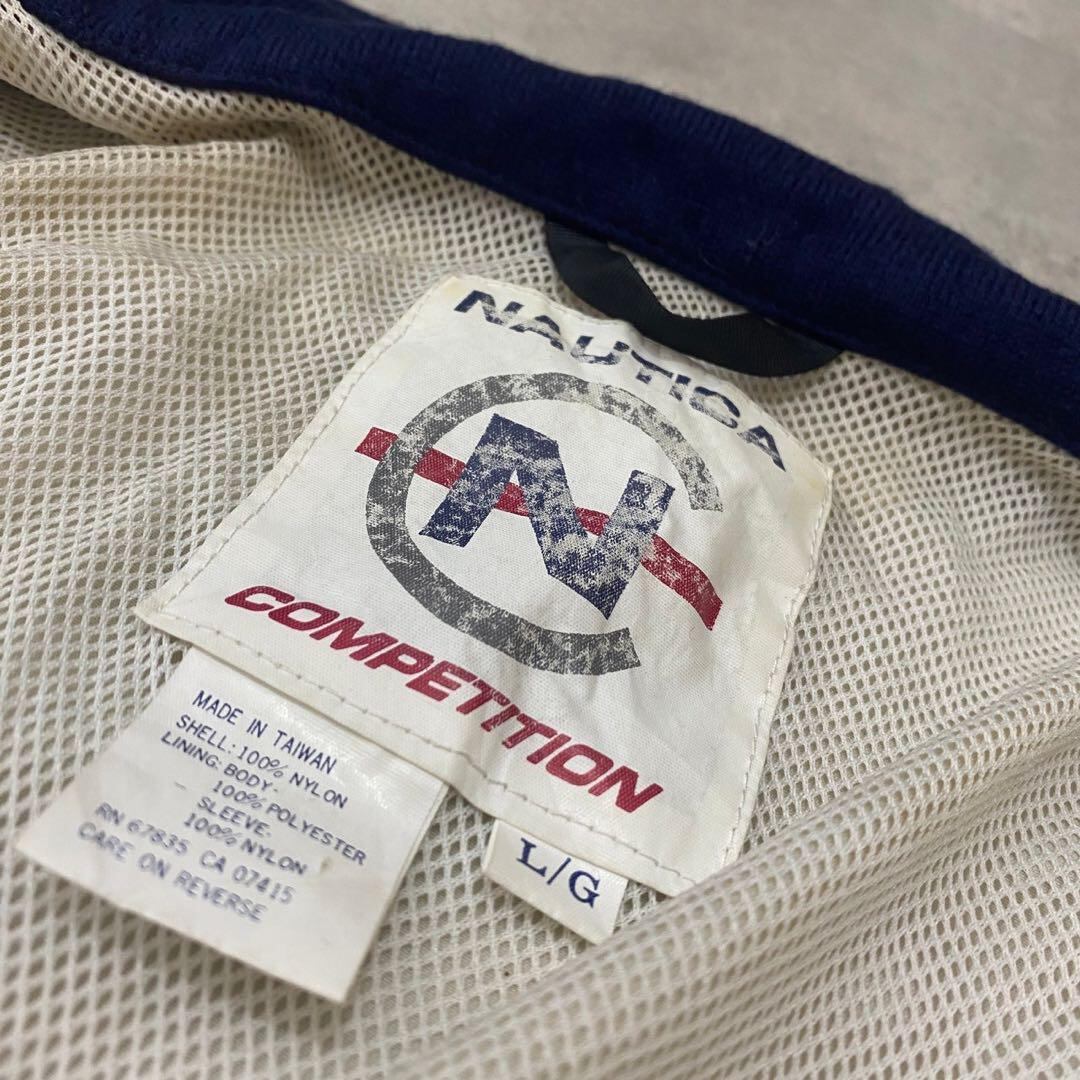 NAUTICA
N
COMPETITION
MADE IN TAIWAN
SHELL: 100% NYLON
LINING: BODY-
100% POLYESTER
- SLEEVE-
100% NYLON
RN 67835 CA 07415
CARE ON REVERSE
L/G